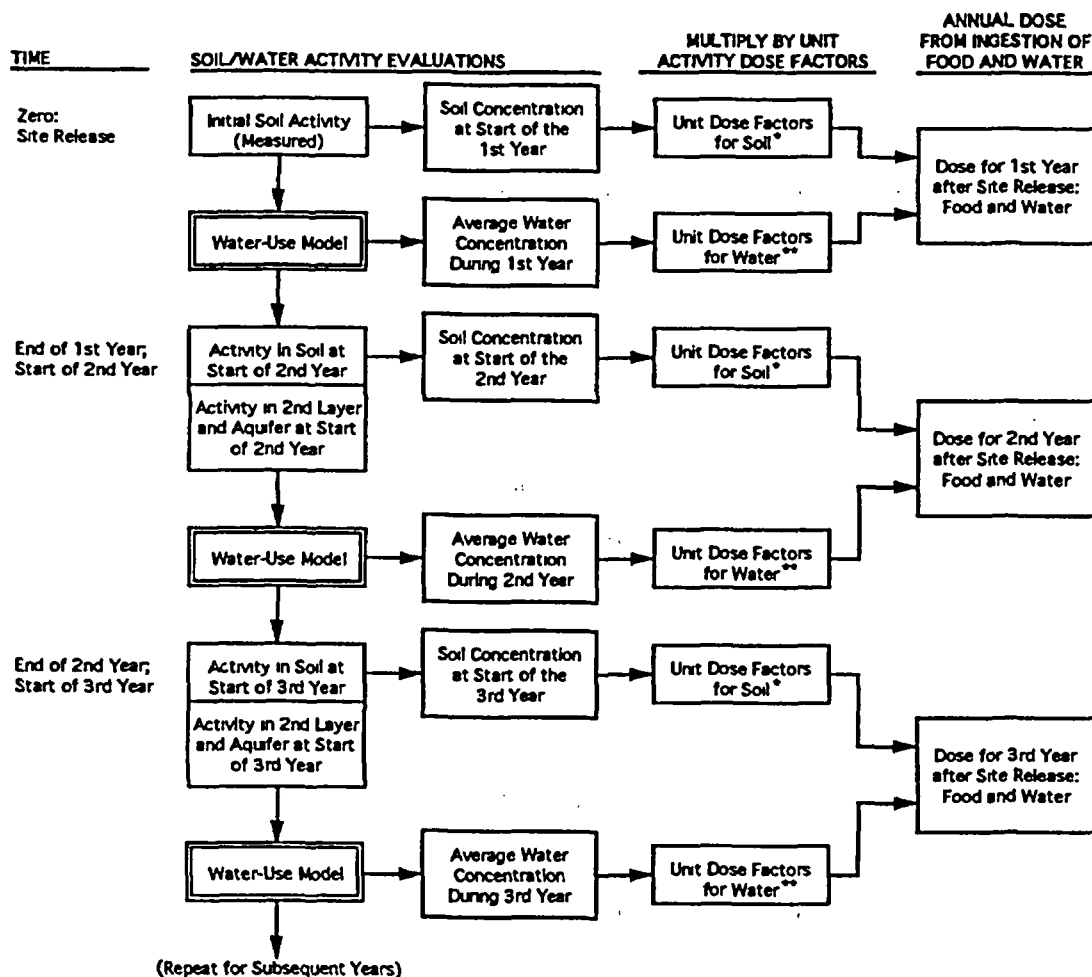 TIME
SOIL/WATER ACTIVITY EVALUATIONS
MULTIPLY BY UNIT
ACTIVITY DOSE FACTORS
ANNUAL DOSE
FROM INGESTION OF
FOOD AND WATER
Zero:
Site Release
Initial Soil Activity
(Measured)
Soil Concentration
at Start of the
1st Year
Unit Dose Factors
for Soil*
Dose for 1st Year
after Site Release:
Food and Water
Water-Use Model
Average Water
Concentration
During 1st Year
Unit Dose Factors
for Water**
End of 1st Year;
Start of 2nd Year
Activity in Soil at
Start of 2nd Year
Activity in 2nd Layer
and Aquifer at Start
of 2nd Year
Soil Concentration
at Start of the
2nd Year
Unit Dose Factors
for Soil*
Dose for 2nd Year
after Site Release:
Food and Water
Water-Use Model
Average Water
Concentration
During 2nd Year
Unit Dose Factors
for Water**
End of 2nd Year;
Start of 3rd Year
Activity in Soil at
Start of 3rd Year
Activity in 2nd Layer
and Aquifer at Start
of 3rd Year
Soil Concentration
at Start of the
3rd Year
Unit Dose Factors
for Soil*
Dose for 3rd Year
after Site Release:
Food and Water
Water-Use Model
Average Water
Concentration
During 3rd Year
Unit Dose Factors
for Water**
(Repeat for Subsequent Years)